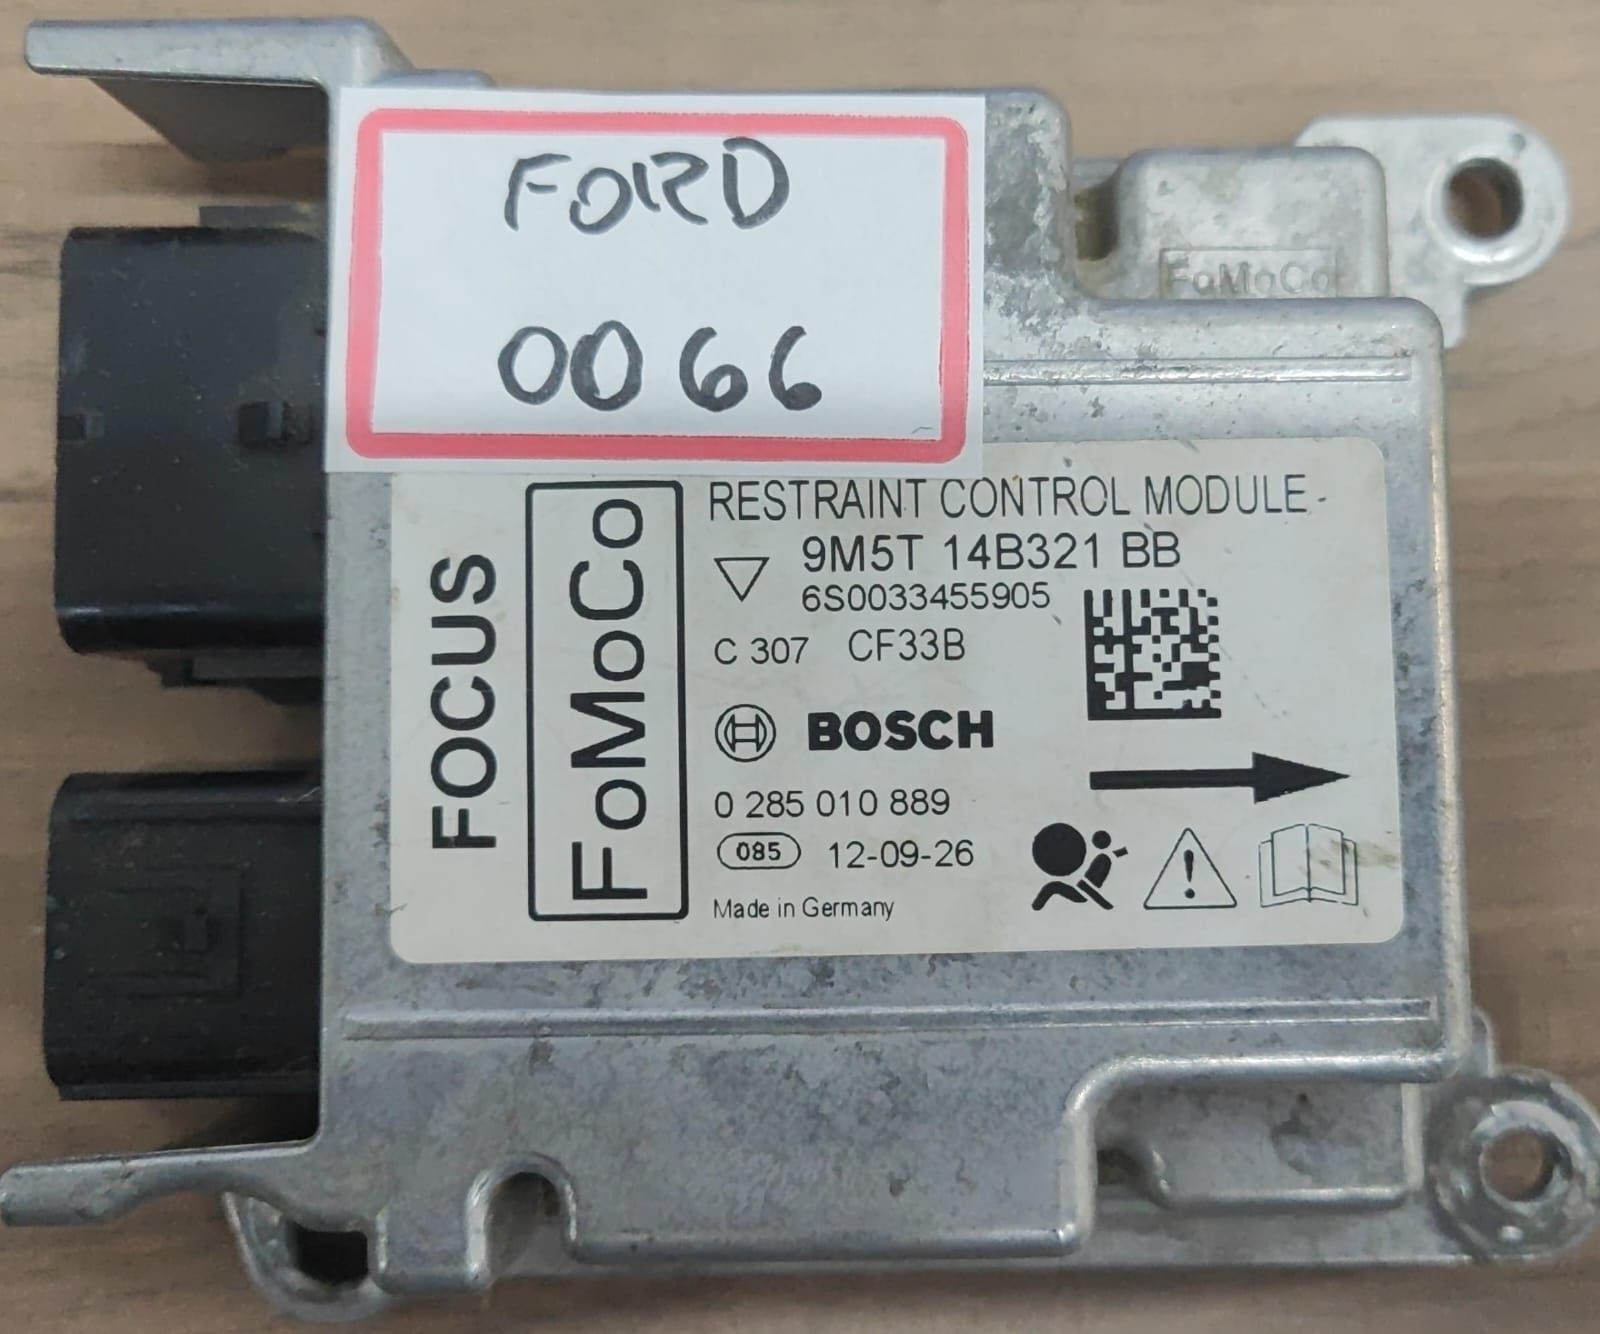 FORD
0066
FoMoCo
FOCUS
FoMoCo
RESTRAINT CONTROL MODULE
9M5T 14B321 BB
6S0033455905
C 307 CF33B
BOSCH
0 285 010 889
085 12-09-26
Made in Germany